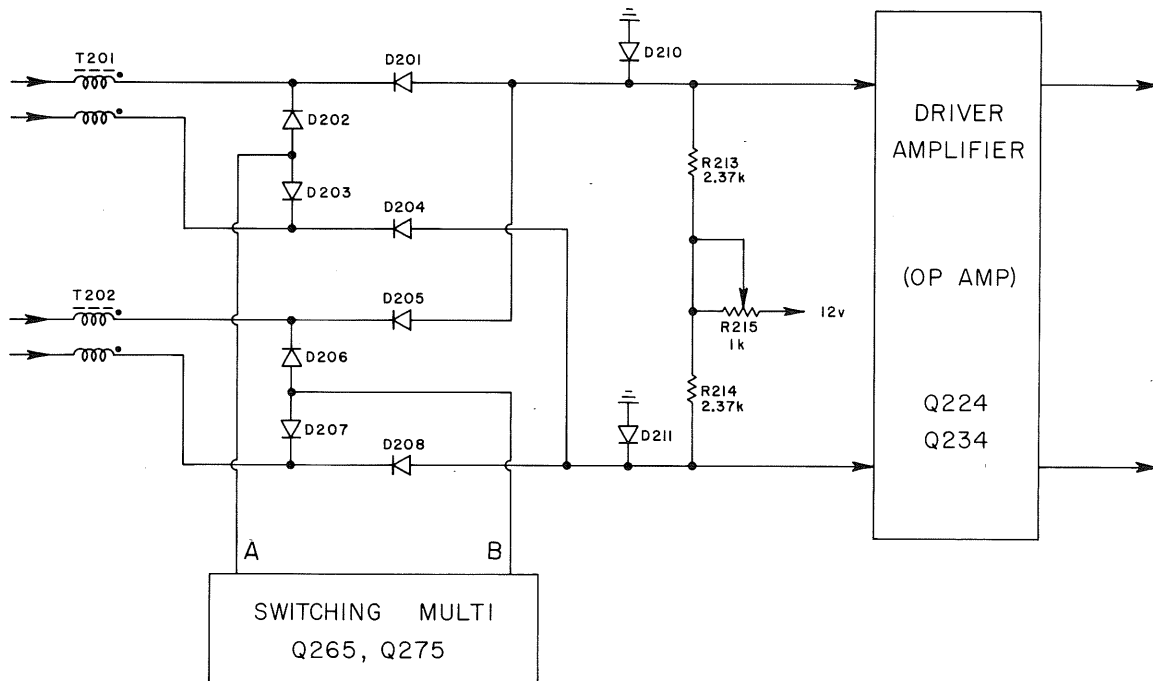 T201
D201
D210
D202
DRIVER
AMPLIFIER
R213
2.37k
D203
D204
(OP AMP)
T202
D205
12v
R215
1k
D206
R214
2.37k
Q224
Q234
D207
D208
D211
A
B
SWITCHING MULTI
Q265, Q275